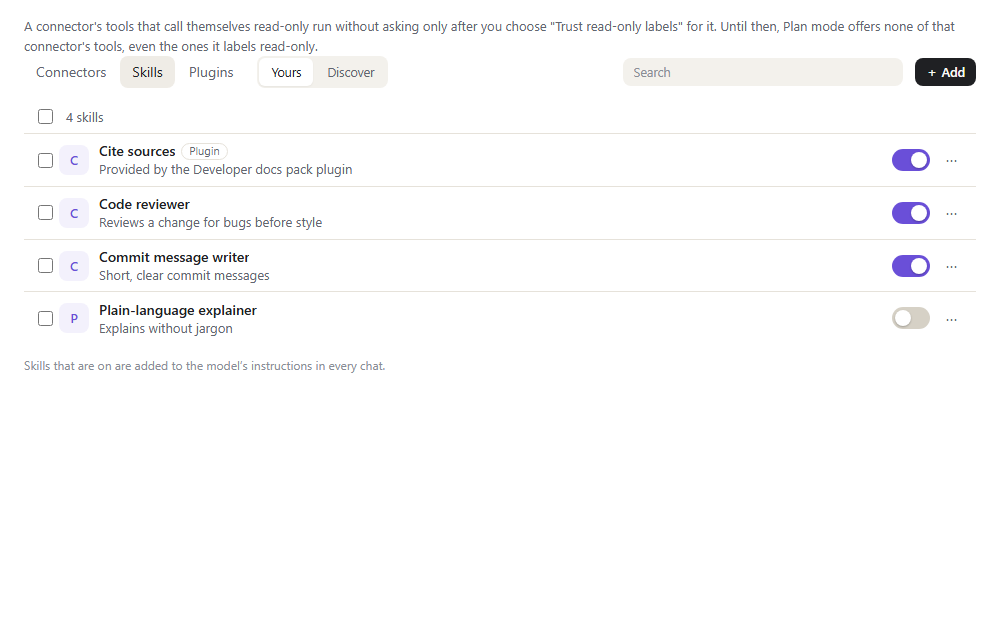 A connector's tools that call themselves read-only run without asking only after you choose "Trust read-only labels" for it. Until then, Plan mode offers none of that
connector's tools, even the ones it labels read-only.
Connectors Skills Plugins Yours Discover Search + Add
4 skills
C Cite sources Plugin ...
Provided by the Developer docs pack plugin
C Code reviewer ...
Reviews a change for bugs before style
C Commit message writer ...
Short, clear commit messages
P Plain-language explainer ...
Explains without jargon
Skills that are on are added to the model's instructions in every chat.